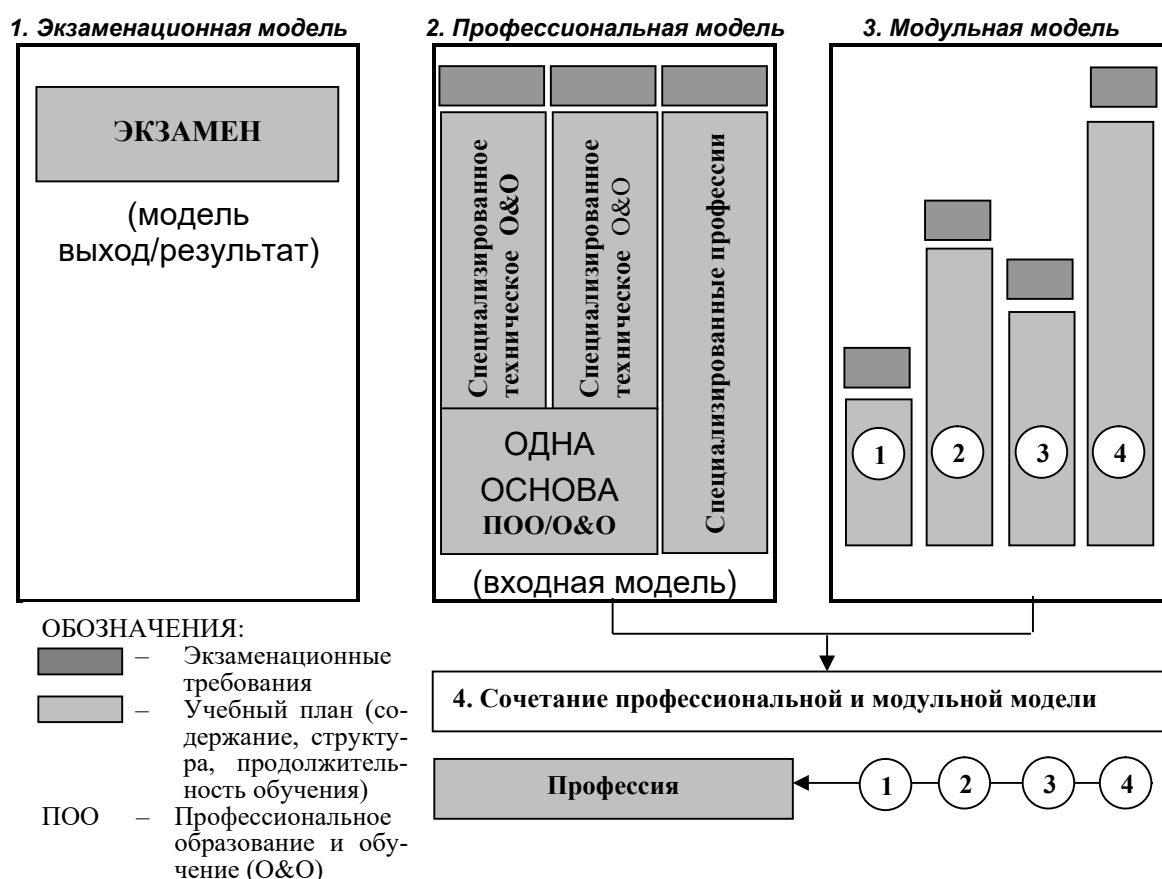 1. Экзаменационная модель
ЭКЗАМЕН
(модель
выход/результат)
2. Профессиональная модель
Специализированное
техническое О&О
Специализированное
техническое О&О
Специализированные профессии
ОДНА
ОСНОВА
ПОО/О&О
(входная модель)
3. Модульная модель
1
2
3
4
ОБОЗНАЧЕНИЯ:
– Экзаменационные
требования
– Учебный план (со-
держание, структу-
ра, продолжитель-
ность обучения)
ПОО – Профессиональное
образование и обу-
чение (О&О)
4. Сочетание профессиональной и модульной модели
Профессия
1
2
3
4